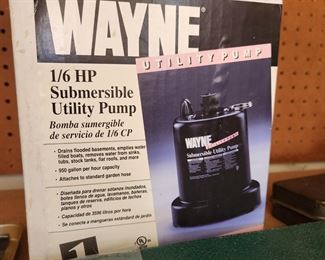 WAYNE®
UTILITY PUMP
1/6 HP
Submersible
Utility Pump
Bomba sumergible
de servicio de 1/6 CP
• Drains flooded basements, empties water
filled boats, removes water from sinks,
tubs, stock tanks, flat roofs, and more
• 950 gallon per hour capacity
• Attaches to standard garden hose
• Diseñada para drenar sótanos inundados,
botes llenos de agua, lavamanos, bañeras,
tanques de reserva, edificios de techos
planos y otros
• Capacidad de 3596 litros por hora
• Se conecta a mangueras estándard de jardín
WAYNE
Submersible Utility Pump
1
UL